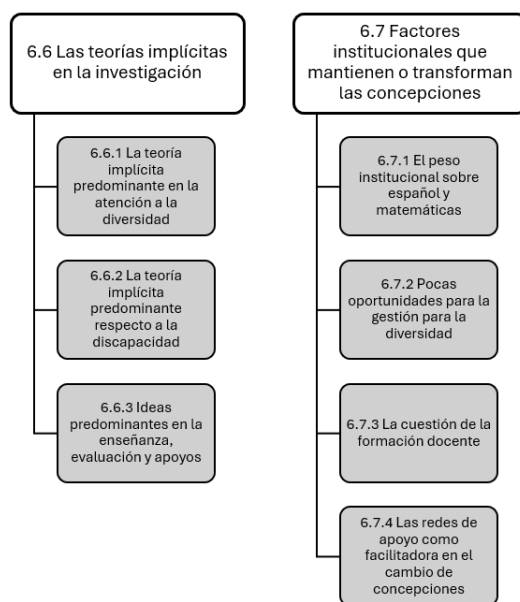 6.6 Las teorías implícitas
en la investigación
6.6.1 La teoría
implícita
predominante en la
atención a la
diversidad
6.6.2 La teoría
implícita
predominante
respecto a la
discapacidad
6.6.3 Ideas
predominantes en la
enseñanza,
evaluación y apoyos
6.7 Factores
institucionales que
mantienen o transforman
las concepciones
6.7.1 El peso
institucional sobre
español y
matemáticas
6.7.2 Pocas
oportunidades para la
gestión para la
diversidad
6.7.3 La cuestión de la
formación docente
6.7.4 Las redes de
apoyo como
facilitadora en el
cambio de
concepciones